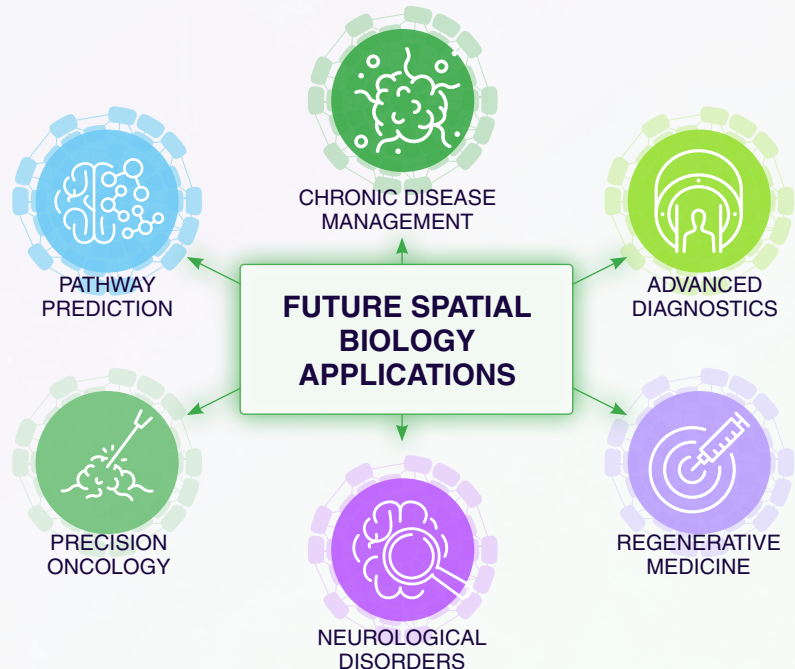 CHRONIC DISEASE
MANAGEMENT
PATHWAY
PREDICTION
ADVANCED
DIAGNOSTICS
FUTURE SPATIAL
BIOLOGY
APPLICATIONS
PRECISION
ONCOLOGY
REGENERATIVE
MEDICINE
NEUROLOGICAL
DISORDERS